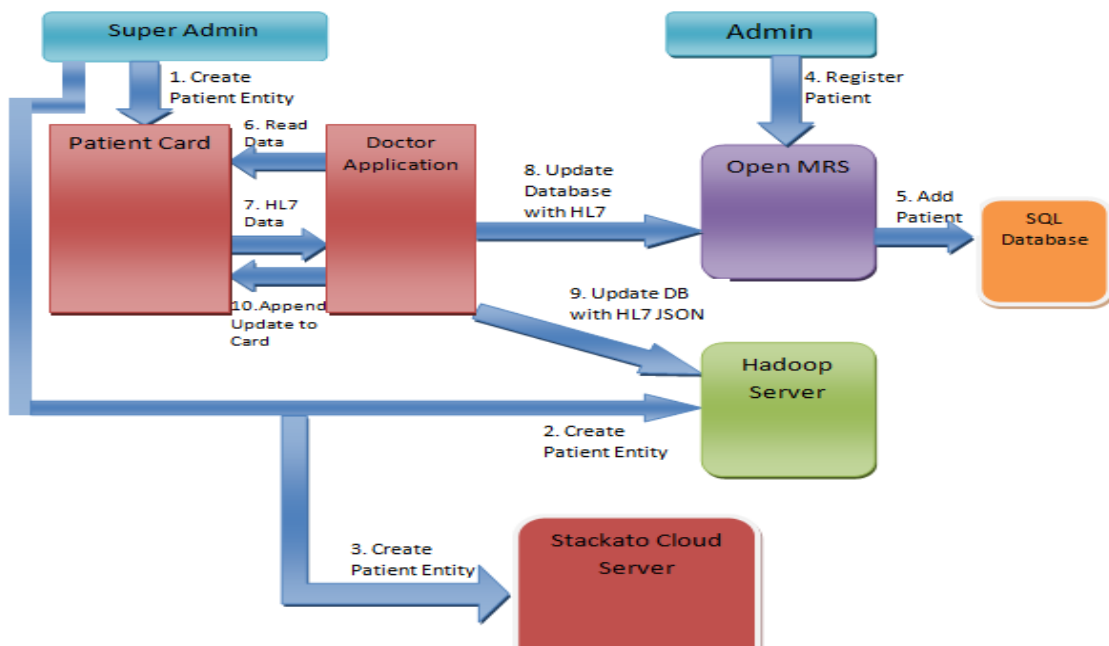 Super Admin
Admin
1. Create
Patient Entity
4. Register
Patient
Patient Card
6. Read
Data
Doctor
Application
7. HL7
Data
10.Append
Update to
Card
8. Update
Database
with HL7
Open MRS
5. Add
Patient
SQL
Database
9. Update DB
with HL7 JSON
Hadoop
Server
2. Create
Patient Entity
3. Create
Patient Entity
Stackato Cloud
Server